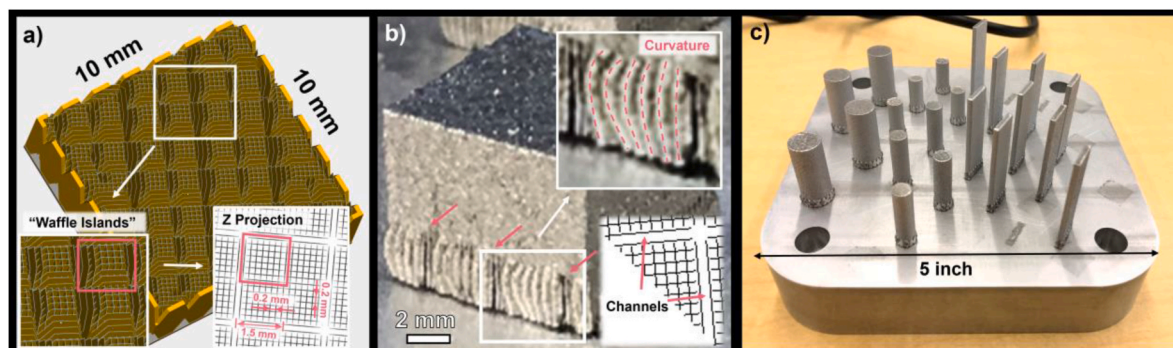 a)
10 mm
10 mm
"Waffle Islands"
Z Projection
0.2 mm
0.2 mm
1.5 mm
b)
Curvature
Channels
2 mm
c)
5 inch